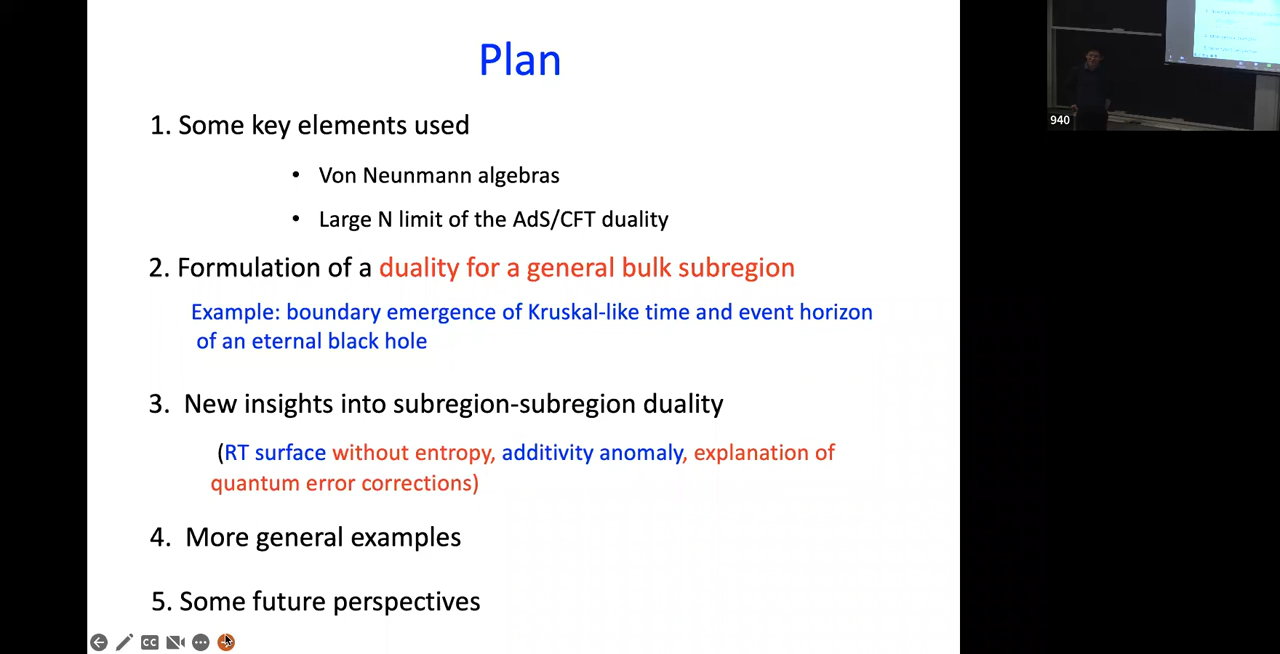 Plan
1. Some key elements used
• Von Neunmann algebras
• Large N limit of the AdS/CFT duality
2. Formulation of a duality for a general bulk subregion
Example: boundary emergence of Kruskal-like time and event horizon
of an eternal black hole
3. New insights into subregion-subregion duality
(RT surface without entropy, additivity anomaly, explanation of
quantum error corrections)
4. More general examples
5. Some future perspectives
CC
940